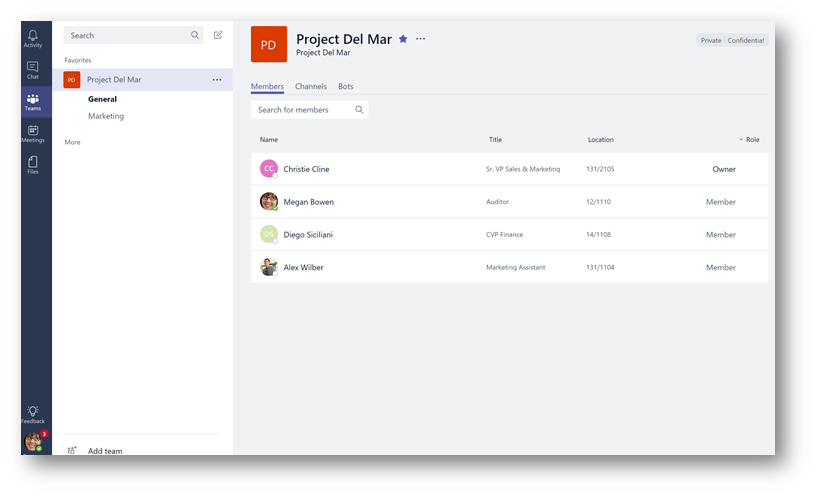 Activity
Chat
Teams
Meetings
Files
Feedback
3
Search
Favorites
PD Project Del Mar ...
General
Marketing
More
Add team
PD
Project Del Mar ...
Project Del Mar
Private | Confidential
Members Channels Bots
Search for members
Name Title Location Role
CC Christie Cline Sr. VP Sales & Marketing 131/2105 Owner
Megan Bowen Auditor 12/1110 Member
DS Diego Siciliani CVP Finance 14/1108 Member
Alex Wilber Marketing Assistant 131/1104 Member